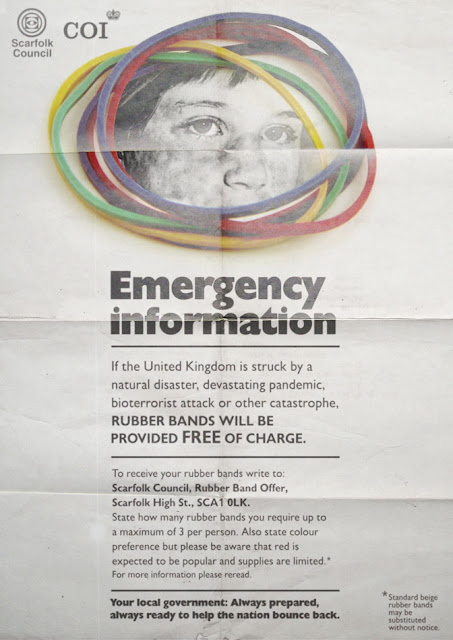 Scarfolk
Council
COI
Emergency
information
If the United Kingdom is struck by a
natural disaster, devastating pandemic,
bioterrorist attack or other catastrophe,
RUBBER BANDS WILL BE
PROVIDED FREE OF CHARGE.
To receive your rubber bands write to:
Scarfolk Council, Rubber Band Offer,
Scarfolk High St., SCA1 0LK.
State how many rubber bands you require up to
a maximum of 3 per person. Also state colour
preference but please be aware that red is
expected to be popular and supplies are limited.*
For more information please reread.
Your local government: Always prepared,
always ready to help the nation bounce back.
*Standard beige
rubber bands
may be
substituted
without notice.